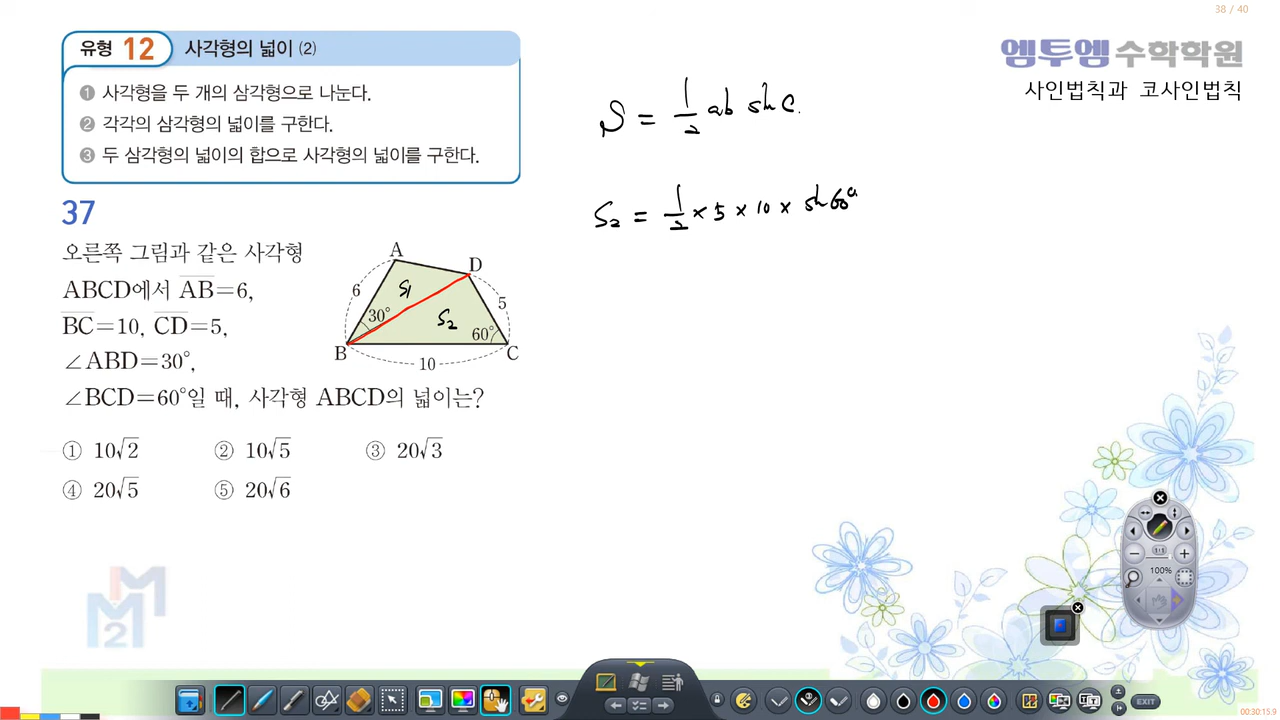 38 / 40
유형 12 사각형의 넓이 (2)
❶ 사각형을 두 개의 삼각형으로 나눈다.
❷ 각각의 삼각형의 넓이를 구한다.
❸ 두 삼각형의 넓이의 합으로 사각형의 넓이를 구한다.
엠투엠수학학원
사인법칙과 코사인법칙
S = 1/2 ab sin C.
S₂ = 1/2 × 5 × 10 × sin 60°
37
오른쪽 그림과 같은 사각형
ABCD에서 A̅B̅=6,
B̅C̅=10, C̅D̅=5,
∠ABD=30°,
∠BCD=60°일 때, 사각형 ABCD의 넓이는?
A
D
6
S₁
5
30°
S₂
60°
B
C
10
① 10√2 ② 10√5 ③ 20√3
④ 20√5 ⑤ 20√6
M
M2
1:1
100%
EXIT
00:30:15.9